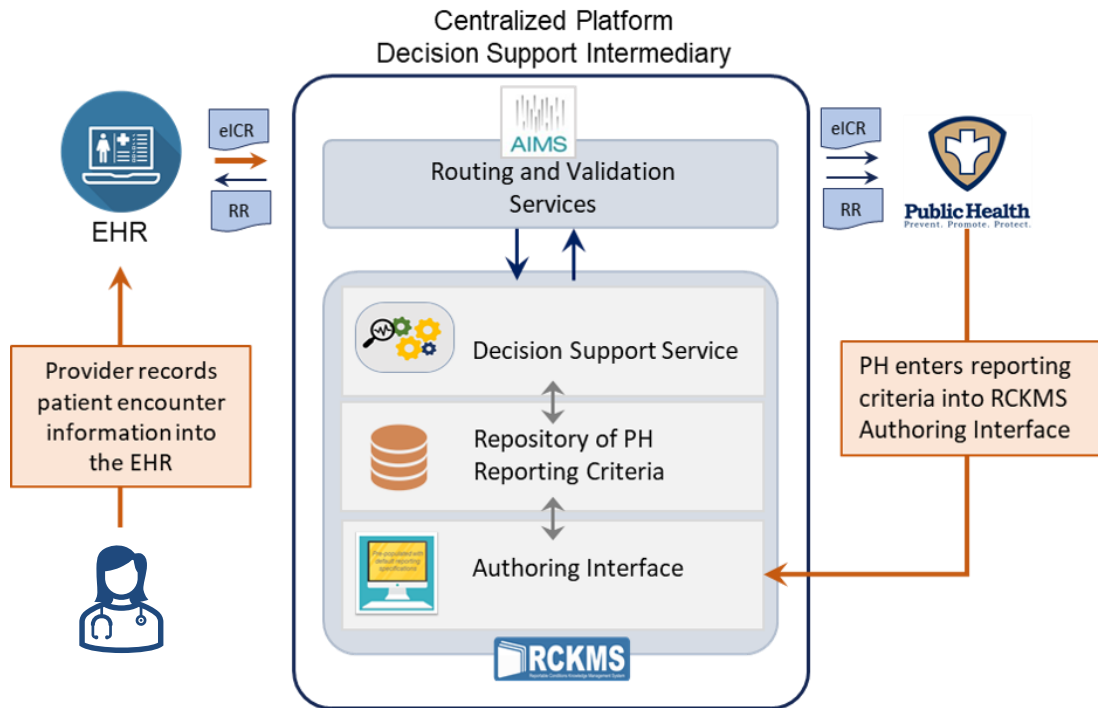 Centralized Platform
Decision Support Intermediary
eICR
RR
EHR
AIMS
Routing and Validation
Services
eICR
RR
Public Health
Prevent. Promote. Protect.
Provider records
patient encounter
information into
the EHR
Decision Support Service
Repository of PH
Reporting Criteria
Pre-populated with
default reporting
specifications
Authoring Interface
PH enters reporting
criteria into RCKMS
Authoring Interface
RCKMS
Reportable Conditions Knowledge Management System